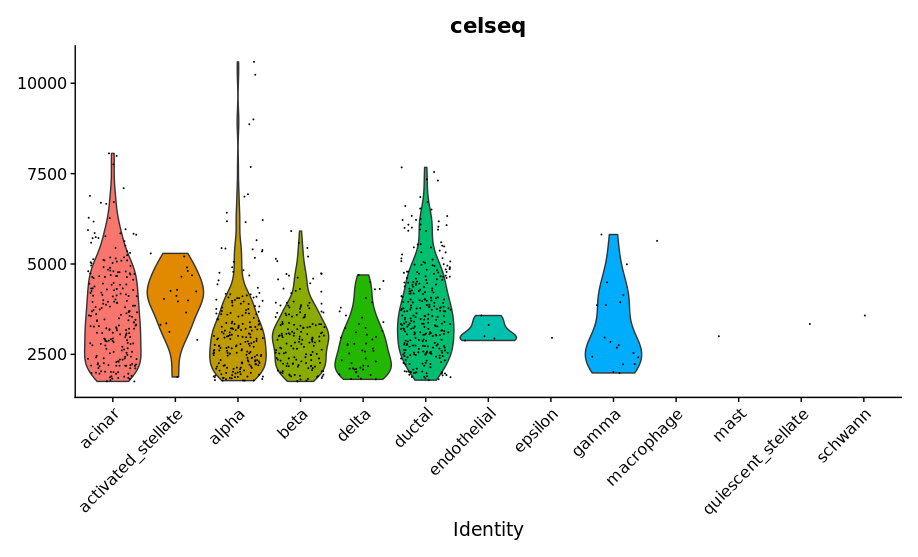 celseq
10000
7500
5000
2500
acinar
activated_stellate
alpha
beta
delta
ductal
endothelial
epsilon
gamma
macrophage
mast
quiescent_stellate
schwann
Identity